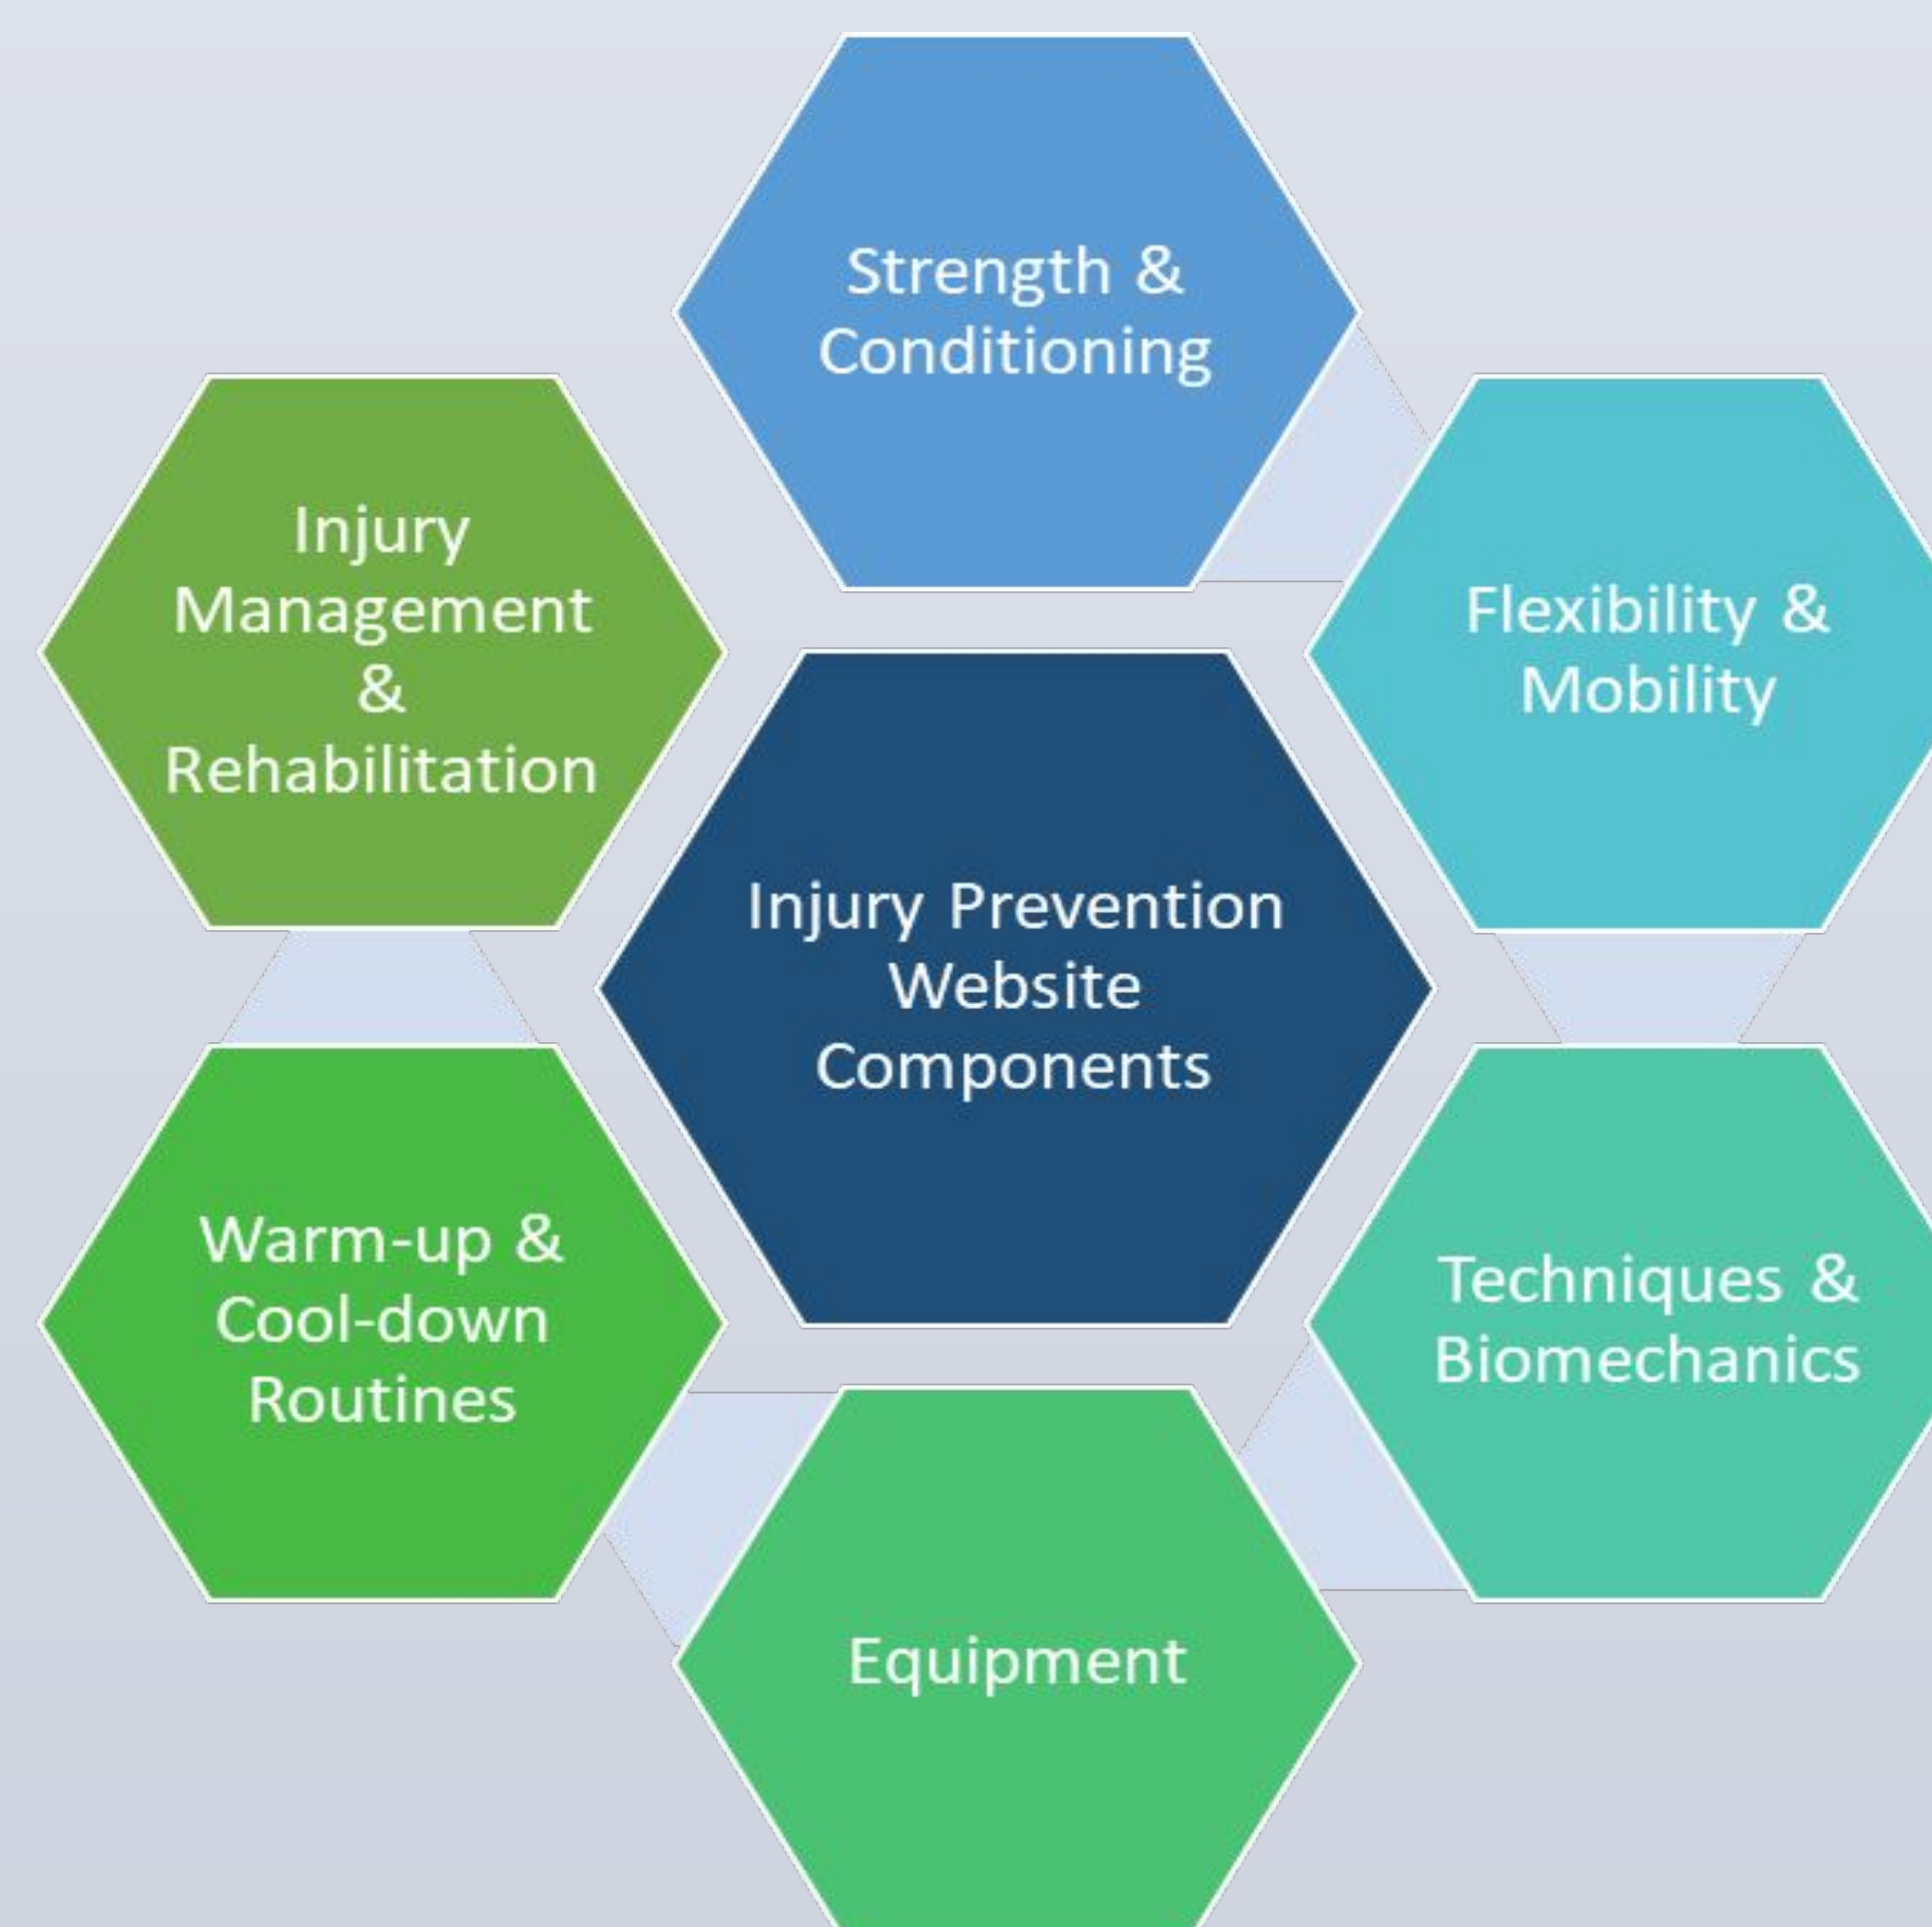 Strength &
Conditioning
Injury
Management
&
Rehabilitation
Flexibility &
Mobility
Injury Prevention
Website
Components
Warm-up &
Cool-down
Routines
Techniques &
Biomechanics
Equipment